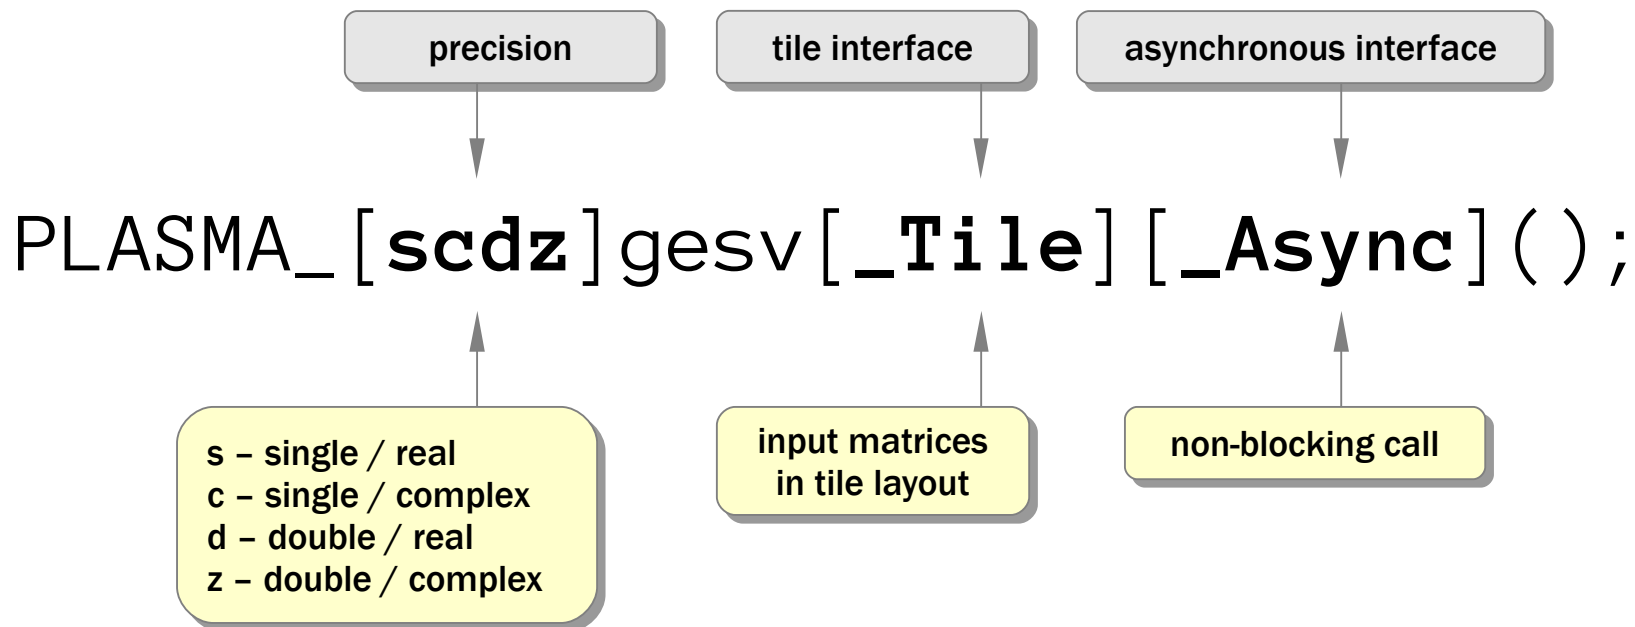 precision
tile interface
asynchronous interface
PLASMA_[scdz]gesv[_Tile][_Async]();
s – single / real
c – single / complex
d – double / real
z – double / complex
input matrices
in tile layout
non-blocking call